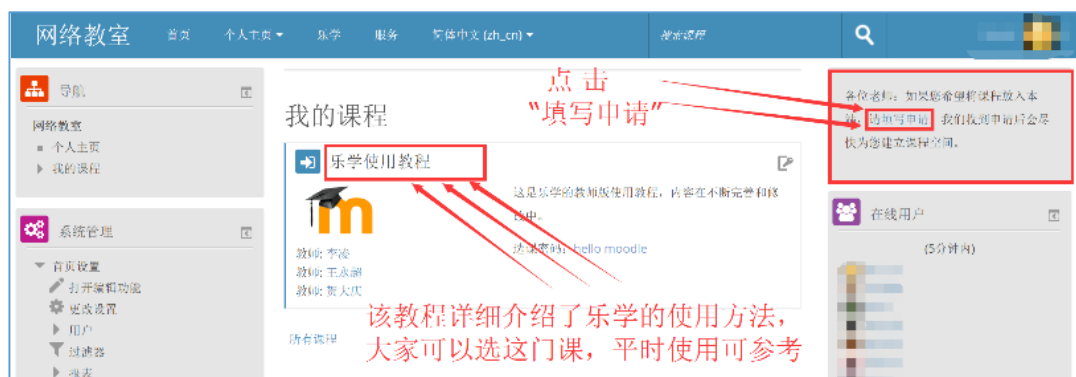 网络教室 首页 个人主页 乐学 服务 简体中文 (zh_cn) 搜索课程
导航
网络教室
个人主页
我的课程
系统管理
首页设置
打开编辑功能
更改设置
用户
过滤器
报表
我的课程
乐学使用教程
这是乐学的教师版使用教程，内容在不断完善和修
中。
选课密码：hello moodle
教师: 李凌
教师: 王永超
教师: 贺大庆
所有课程
点 击
“填写申请”
该教程详细介绍了乐学的使用方法，
大家可以选这门课，平时使用可参考
各位老师：如果您希望将课程放入本
请填写申请 我们收到申请后会尽
快为您建立课程空间。
在线用户
(5分钟内)